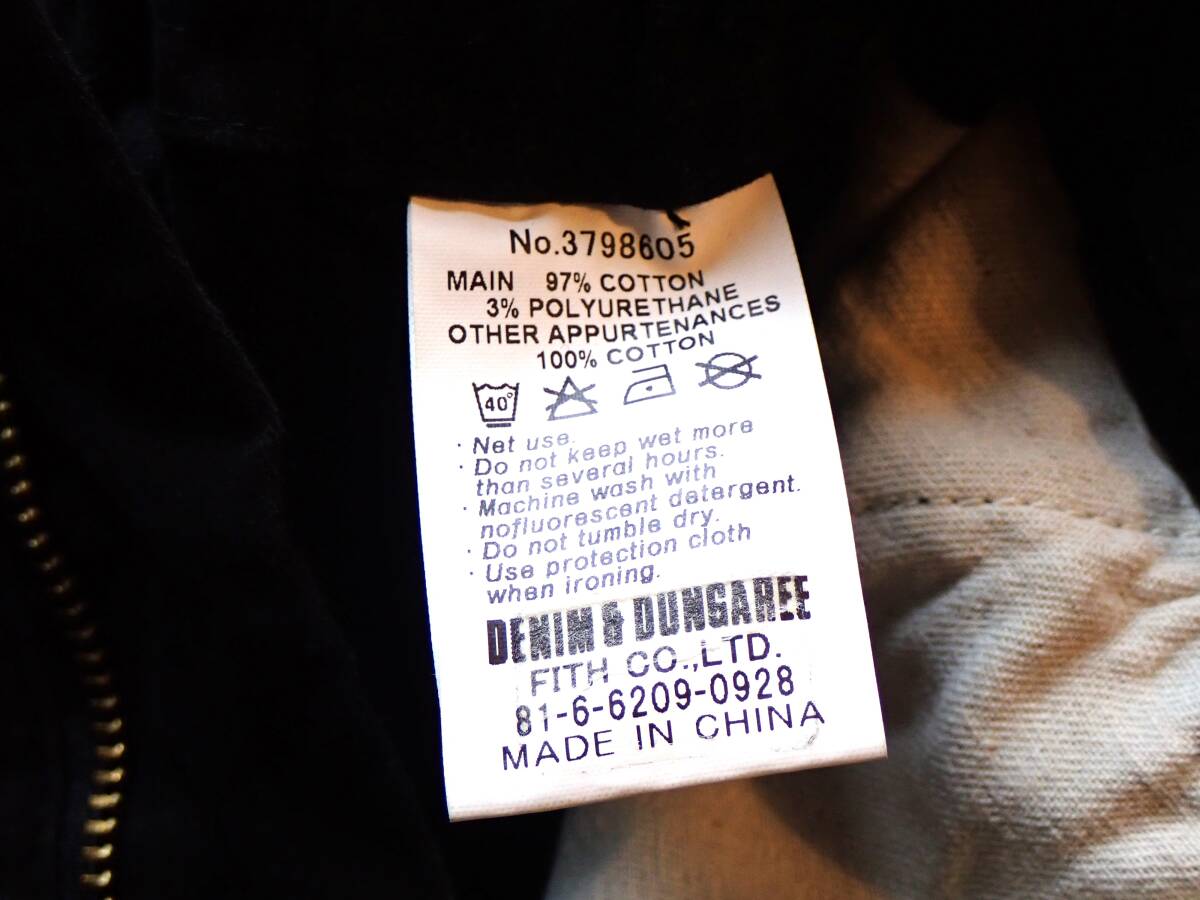 No.3798605
MAIN 97% COTTON
3% POLYURETHANE
OTHER APPURTENANCES
100% COTTON
40°
· Net use.
· Do not keep wet more
than several hours.
· Machine wash with
nofluorescent detergent.
· Do not tumble dry.
· Use protection cloth
when ironing.
DENIM & DUNGAREE
FITH CO.,LTD.
81-6-6209-0928
MADE IN CHINA